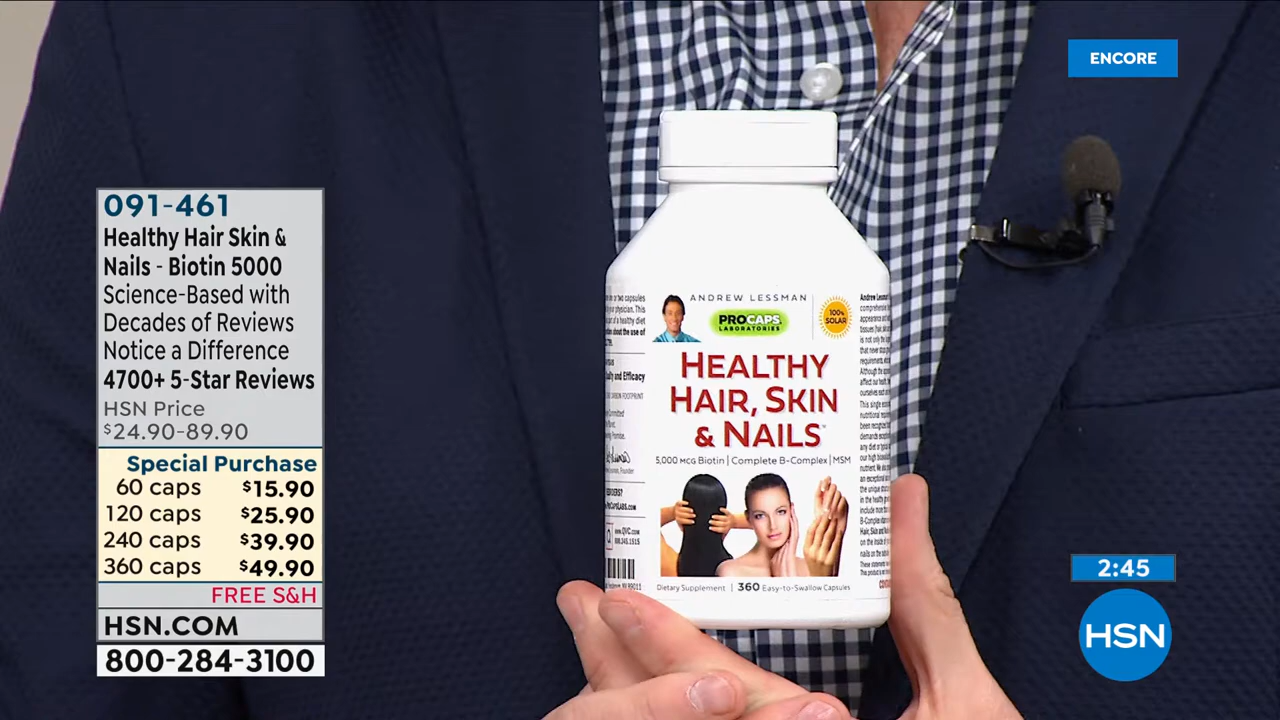 ENCORE
091-461
Healthy Hair Skin &
Nails - Biotin 5000
Science-Based with
Decades of Reviews
Notice a Difference
4700+ 5-Star Reviews
HSN Price
$24.90-89.90
Special Purchase
60 caps $15.90
120 caps $25.90
240 caps $39.90
360 caps $49.90
FREE S&H
HSN.COM
800-284-3100
ANDREW LESSMAN
PROCAPS
LABORATORIES
100%
SOLAR
HEALTHY
HAIR, SKIN
& NAILS
5,000 MCG Biotin | Complete B-Complex | MSM
Dietary Supplement | 360 Easy-to-Swallow Capsules
2:45
HSN